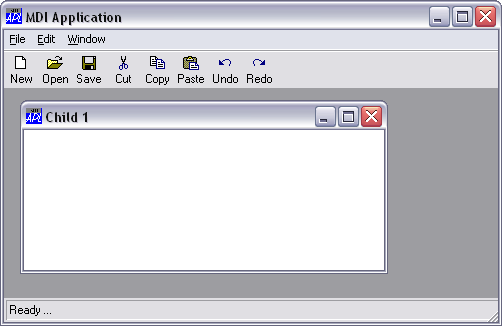 MDI Application
File Edit Window
New Open Save Cut Copy Paste Undo Redo
Child 1
Ready ...